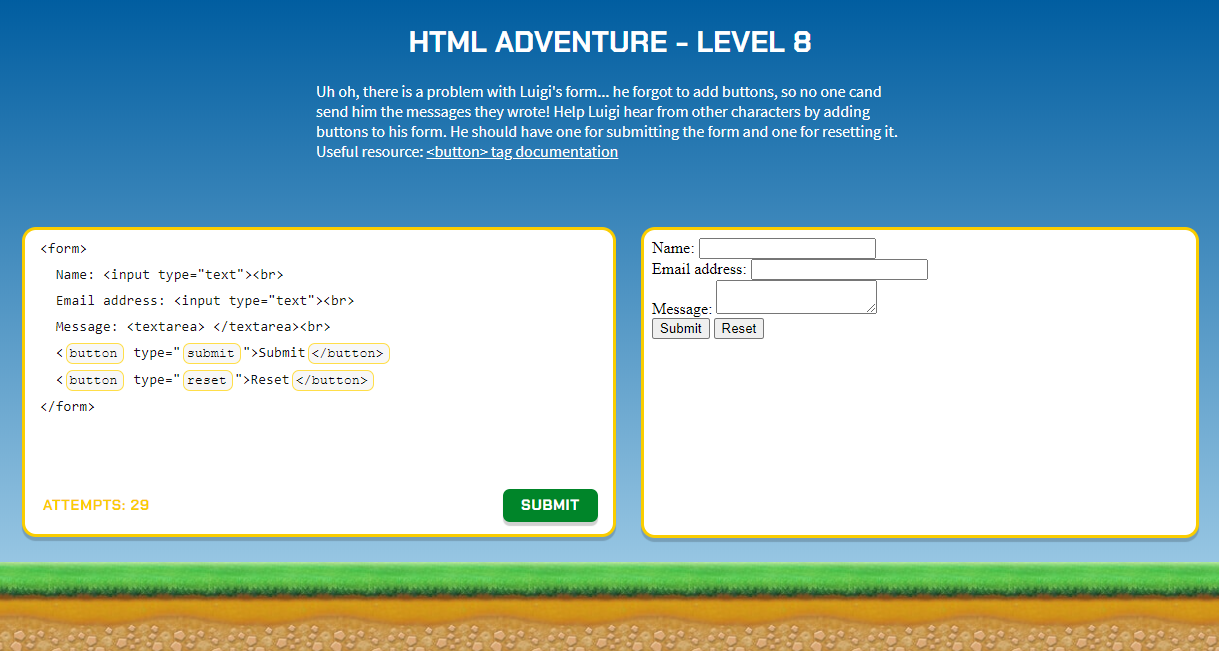 HTML ADVENTURE - LEVEL 8
Uh oh, there is a problem with Luigi's form... he forgot to add buttons, so no one cand
send him the messages they wrote! Help Luigi hear from other characters by adding
buttons to his form. He should have one for submitting the form and one for resetting it.
Useful resource: <button> tag documentation
<form>
Name: <input type="text"><br>
Email address: <input type="text"><br>
Message: <textarea> </textarea><br>
<button type="submit">Submit</button>
<button type="reset">Reset</button>
</form>
ATTEMPTS: 29
SUBMIT
Name:
Email address:
Message:
Submit Reset